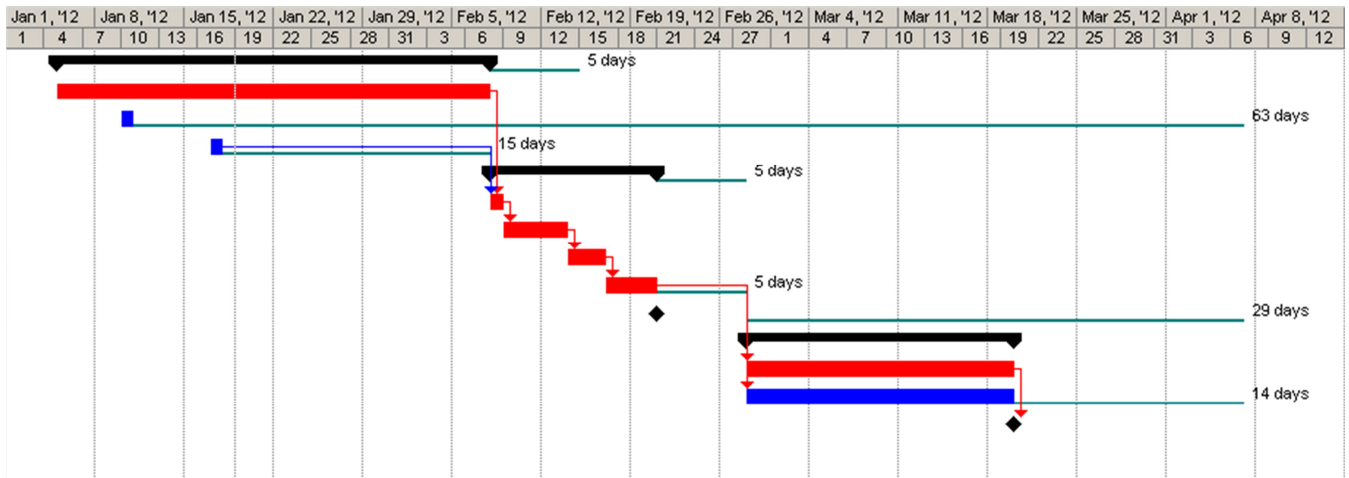 Jan 1, '12 Jan 8, '12 Jan 15, '12 Jan 22, '12 Jan 29, '12 Feb 5, '12 Feb 12, '12 Feb 19, '12 Feb 26, '12 Mar 4, '12 Mar 11, '12 Mar 18, '12 Mar 25, '12 Apr 1, '12 Apr 8, '12
1 4 7 10 13 16 19 22 25 28 31 3 6 9 12 15 18 21 24 27 1 4 7 10 13 16 19 22 25 28 31 3 6 9 12
5 days
63 days
15 days
5 days
5 days
29 days
14 days